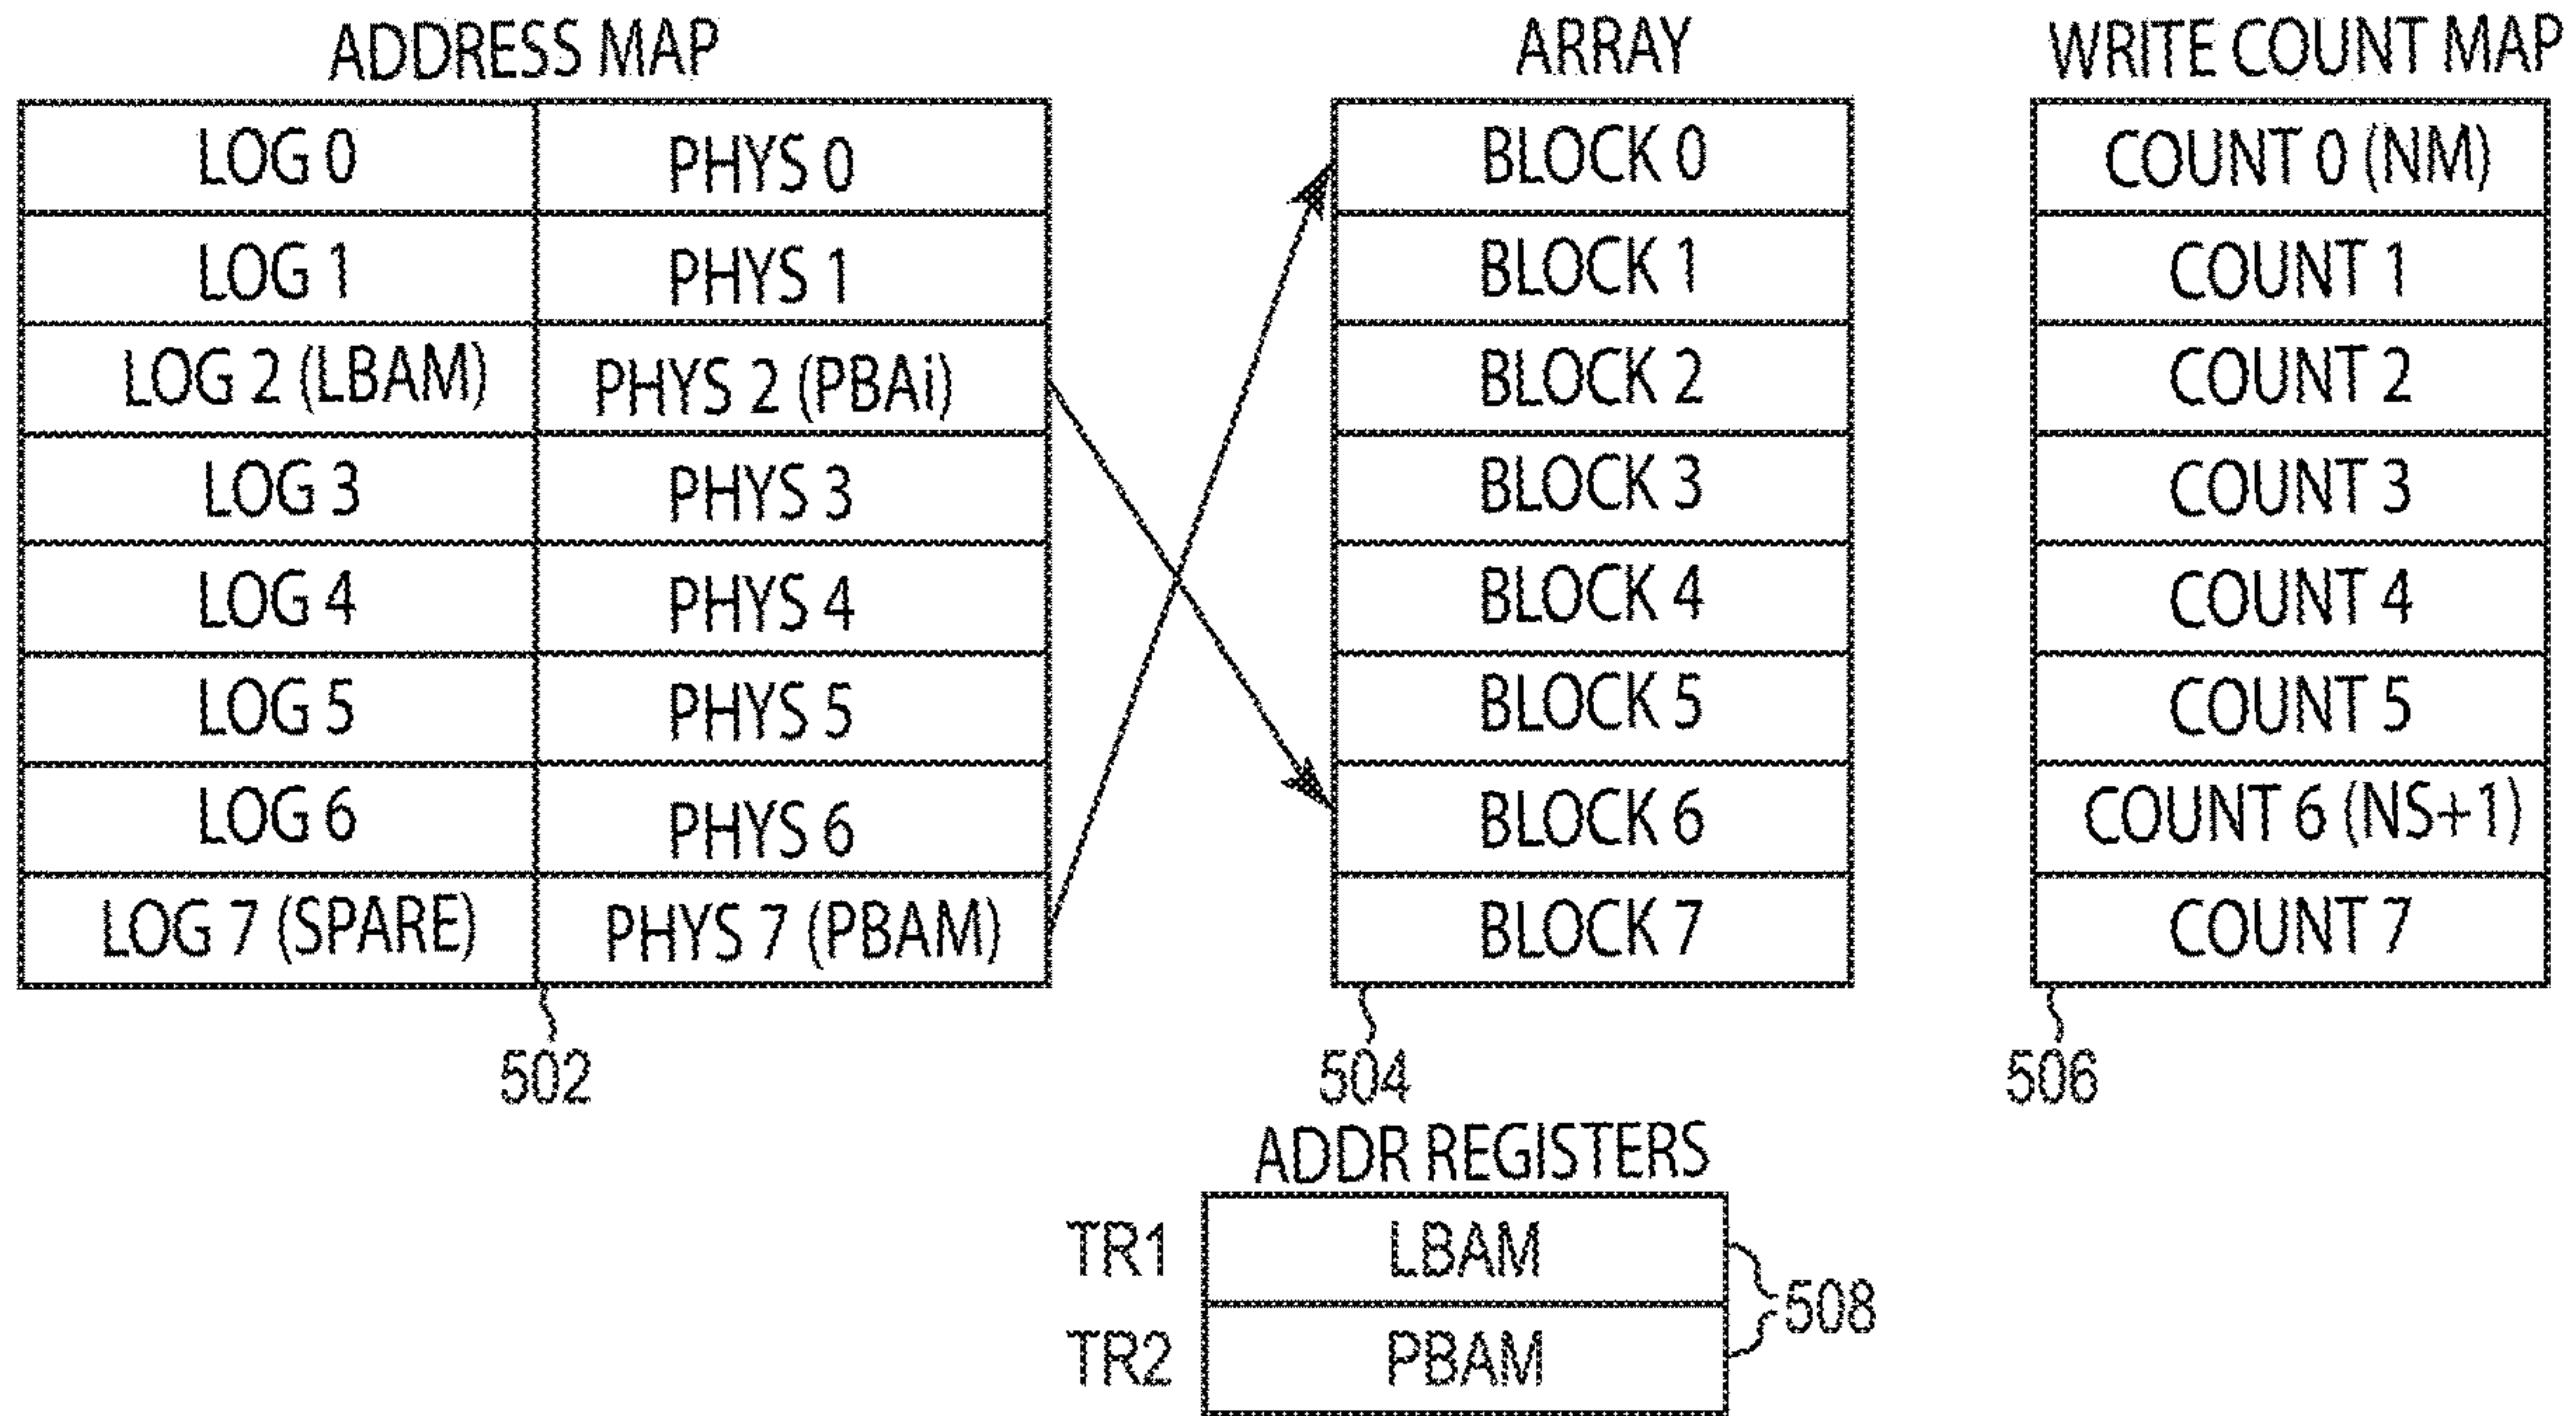 ADDRESS MAP ARRAY WRITE COUNT MAP
LOG 0 PHYS 0 BLOCK 0 COUNT 0 (NM)
LOG 1 PHYS 1 BLOCK 1 COUNT 1
LOG 2 (LBAM) PHYS 2 (PBAi) BLOCK 2 COUNT 2
LOG 3 PHYS 3 BLOCK 3 COUNT 3
LOG 4 PHYS 4 BLOCK 4 COUNT 4
LOG 5 PHYS 5 BLOCK 5 COUNT 5
LOG 6 PHYS 6 BLOCK 6 COUNT 6 (NS+1)
LOG 7 (SPARE) PHYS 7 (PBAM) BLOCK 7 COUNT 7
502 504 506
ADDR REGISTERS
TR1 LBAM
508
TR2 PBAM